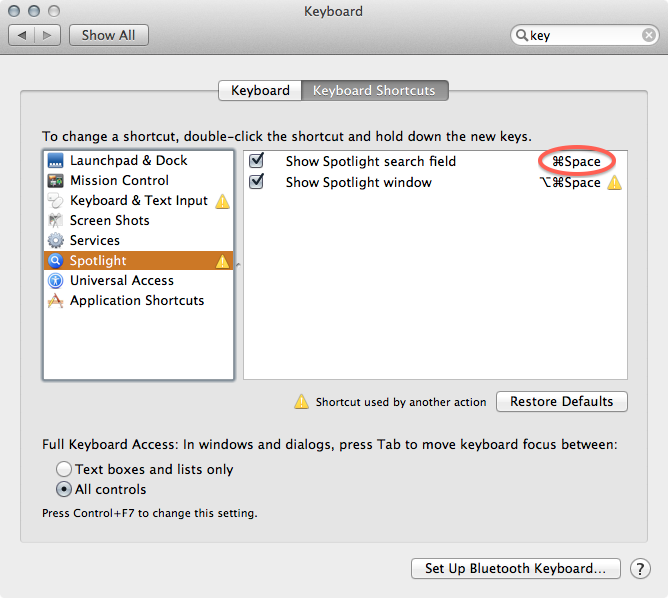 Keyboard
Show All
key
Keyboard
Keyboard Shortcuts
To change a shortcut, double-click the shortcut and hold down the new keys.
Launchpad & Dock
Mission Control
Keyboard & Text Input
Screen Shots
Services
Spotlight
Universal Access
Application Shortcuts
Show Spotlight search field ⌘Space
Show Spotlight window ⌥⌘Space
Shortcut used by another action
Restore Defaults
Full Keyboard Access: In windows and dialogs, press Tab to move keyboard focus between:
Text boxes and lists only
All controls
Press Control+F7 to change this setting.
Set Up Bluetooth Keyboard...
?